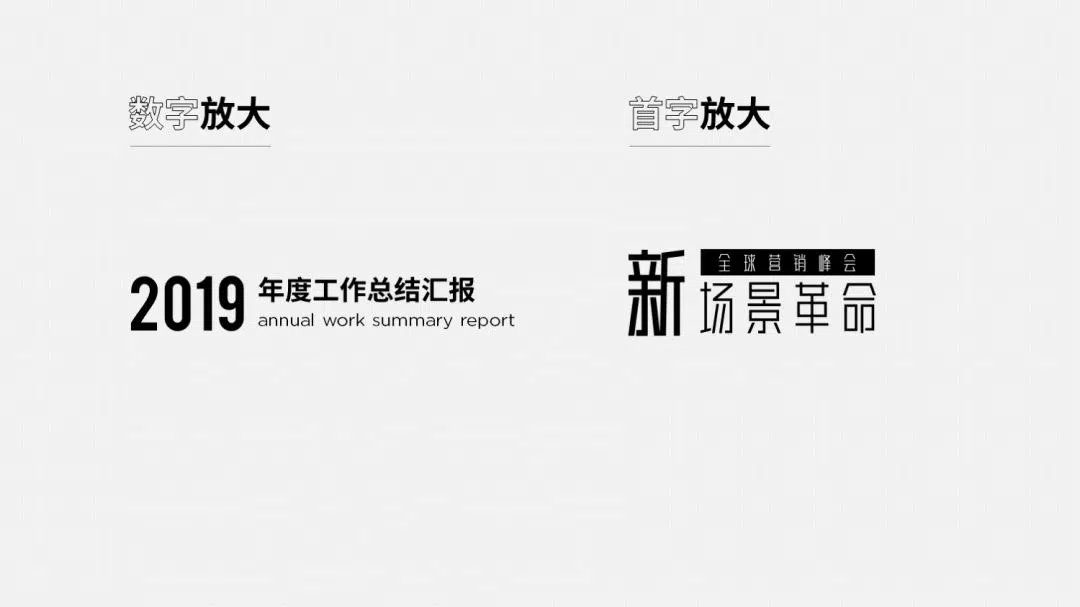 数字放大
首字放大
2019 年度工作总结汇报
annual work summary report
新 全球营销峰会
场景革命